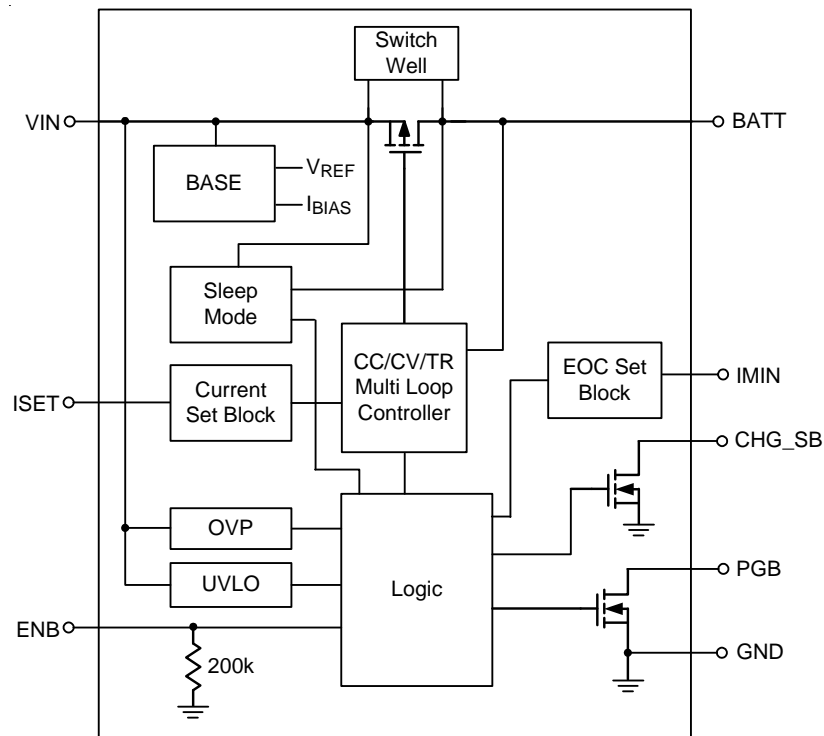 Switch
Well
VIN
BATT
BASE
VREF
IBIAS
Sleep
Mode
CC/CV/TR
Multi Loop
Controller
EOC Set
Block
IMIN
ISET
Current
Set Block
CHG_SB
OVP
UVLO
Logic
PGB
ENB
200k
GND